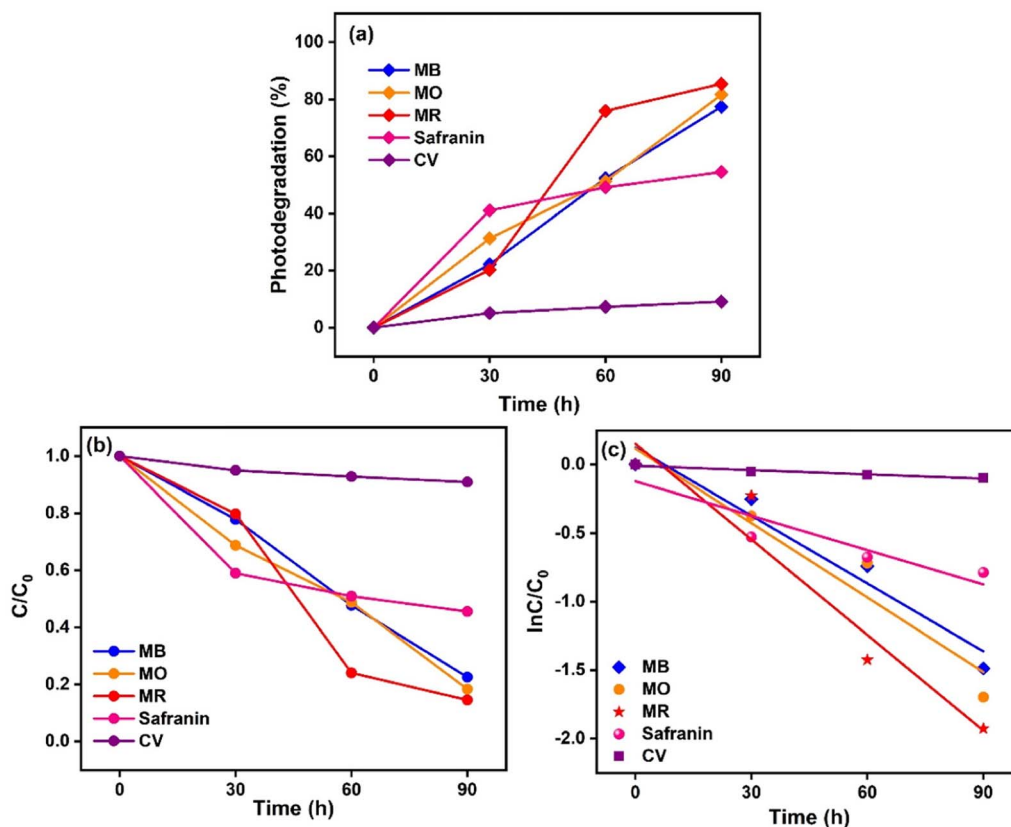 (a)
MB
MO
MR
Safranin
CV
Photodegradation (%)
100
80
60
40
20
0
0 30 60 90
Time (h)
(b)
C/C₀
1.0
0.8
0.6
0.4
0.2
0.0
MB
MO
MR
Safranin
CV
0 30 60 90
Time (h)
(c)
lnC/C₀
0.0
-0.5
-1.0
-1.5
-2.0
MB
MO
MR
Safranin
CV
0 30 60 90
Time (h)